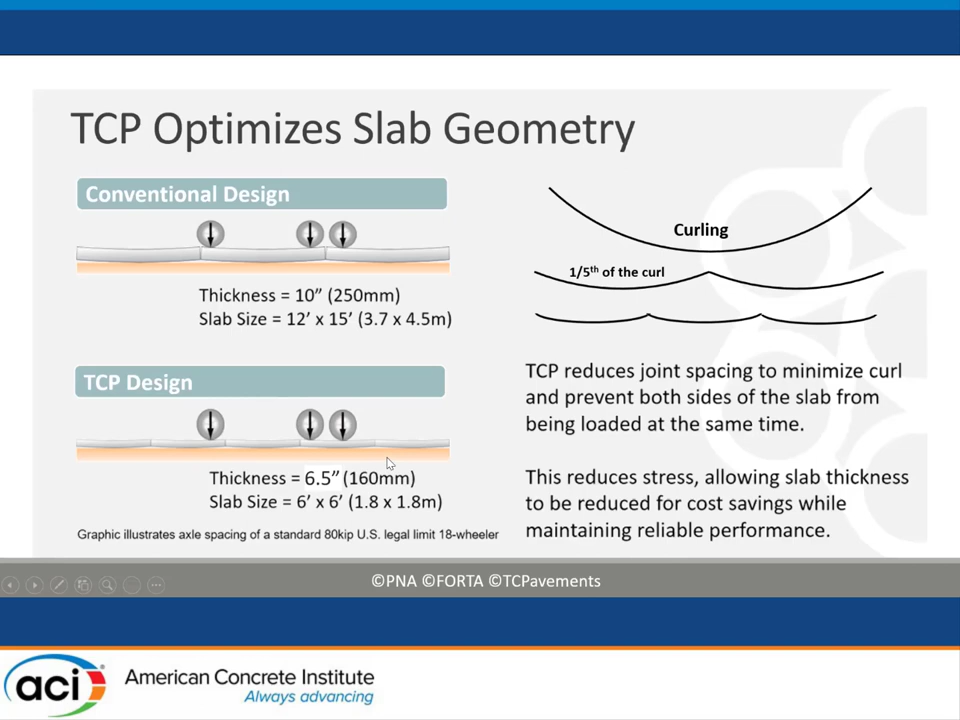 TCP Optimizes Slab Geometry
Conventional Design
Thickness = 10” (250mm)
Slab Size = 12’ x 15’ (3.7 x 4.5m)
TCP Design
Thickness = 6.5” (160mm)
Slab Size = 6’ x 6’ (1.8 x 1.8m)
Graphic illustrates axle spacing of a standard 80kip U.S. legal limit 18-wheeler
Curling
1/5th of the curl
TCP reduces joint spacing to minimize curl
and prevent both sides of the slab from
being loaded at the same time.
This reduces stress, allowing slab thickness
to be reduced for cost savings while
maintaining reliable performance.
©PNA ©FORTA ©TCPavements
aci
American Concrete Institute
Always advancing